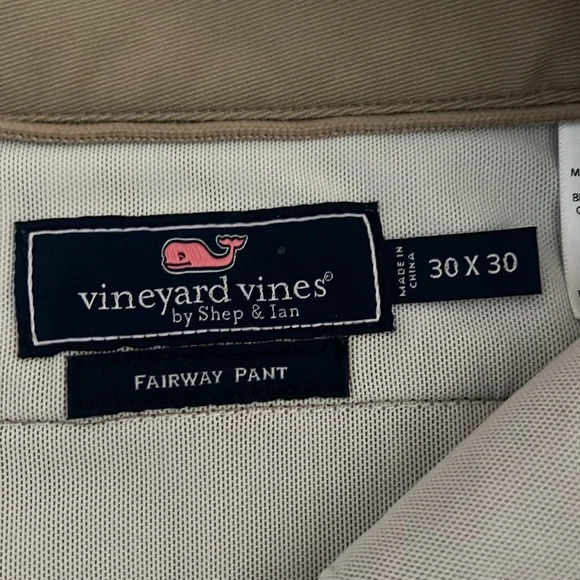 vineyard vines®
by Shep & Ian
FAIRWAY PANT
MADE IN
CHINA
30 X 30